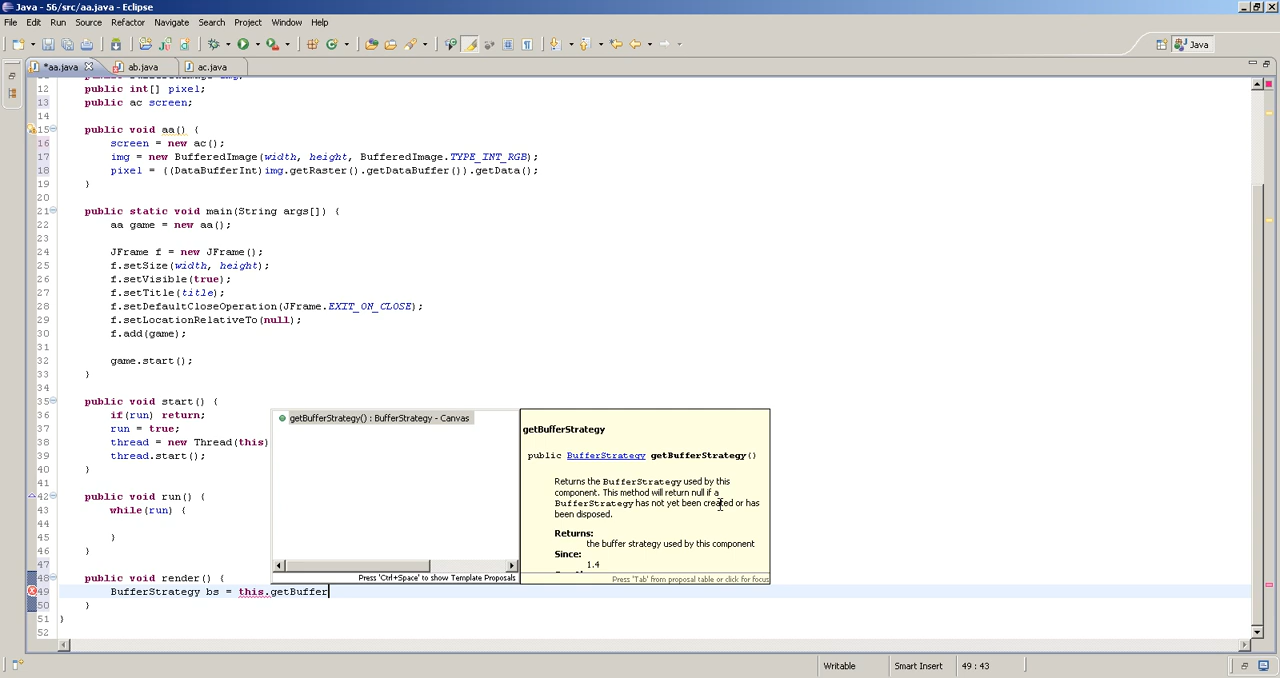 Java - 56/src/aa.java - Eclipse
File Edit Run Source Refactor Navigate Search Project Window Help
Java
*aa.java ab.java ac.java
12 public int[] pixel;
13 public ac screen;
14
15 public void aa() {
16 screen = new ac();
17 img = new BufferedImage(width, height, BufferedImage.TYPE_INT_RGB);
18 pixel = ((DataBufferInt)img.getRaster().getDataBuffer()).getData();
19 }
20
21 public static void main(String args[]) {
22 aa game = new aa();
23
24 JFrame f = new JFrame();
25 f.setSize(width, height);
26 f.setVisible(true);
27 f.setTitle(title);
28 f.setDefaultCloseOperation(JFrame.EXIT_ON_CLOSE);
29 f.setLocationRelativeTo(null);
30 f.add(game);
31
32 game.start();
33 }
34
35 public void start() {
36 if(run) return;
37 run = true;
38 thread = new Thread(this)
39 thread.start();
40 }
41
42 public void run() {
43 while(run) {
44
45 }
46 }
47
48 public void render() {
49 BufferStrategy bs = this.getBuffer
50 }
51 }
52
getBufferStrategy() : BufferStrategy - Canvas
Press 'Ctrl+Space' to show Template Proposals
getBufferStrategy
public BufferStrategy getBufferStrategy()
Returns the BufferStrategy used by this
component. This method will return null if a
BufferStrategy has not yet been created or has
been disposed.
Returns:
the buffer strategy used by this component
Since:
1.4
Press 'Tab' from proposal table or click for focus
Writable Smart Insert 49 : 43